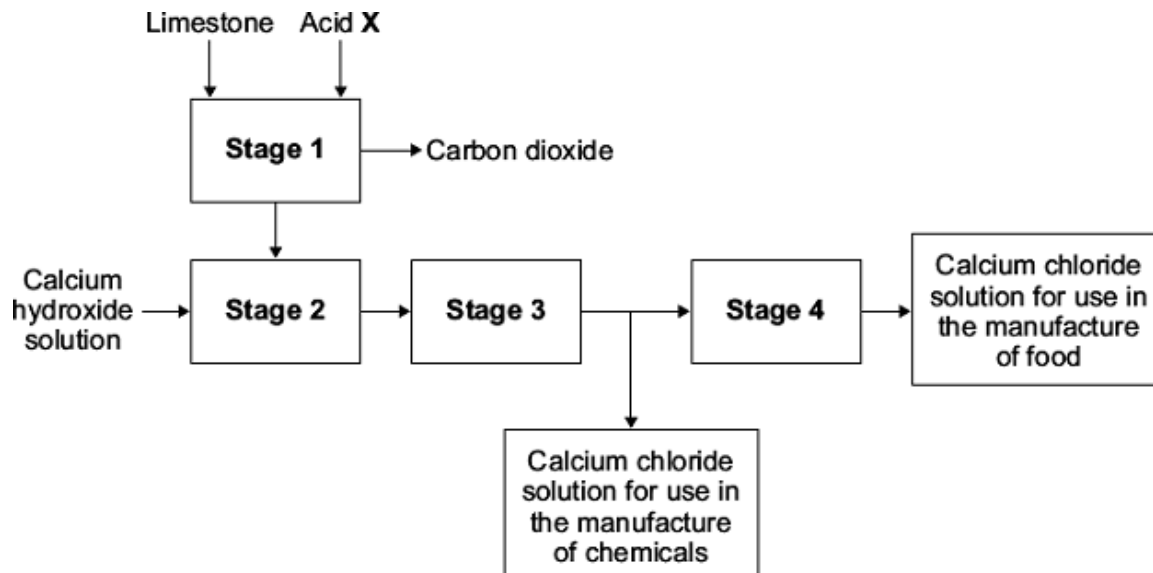 Limestone
Acid X
Stage 1
Carbon dioxide
Calcium
hydroxide
solution
Stage 2
Stage 3
Stage 4
Calcium chloride
solution for use in
the manufacture
of food
Calcium chloride
solution for use in
the manufacture
of chemicals